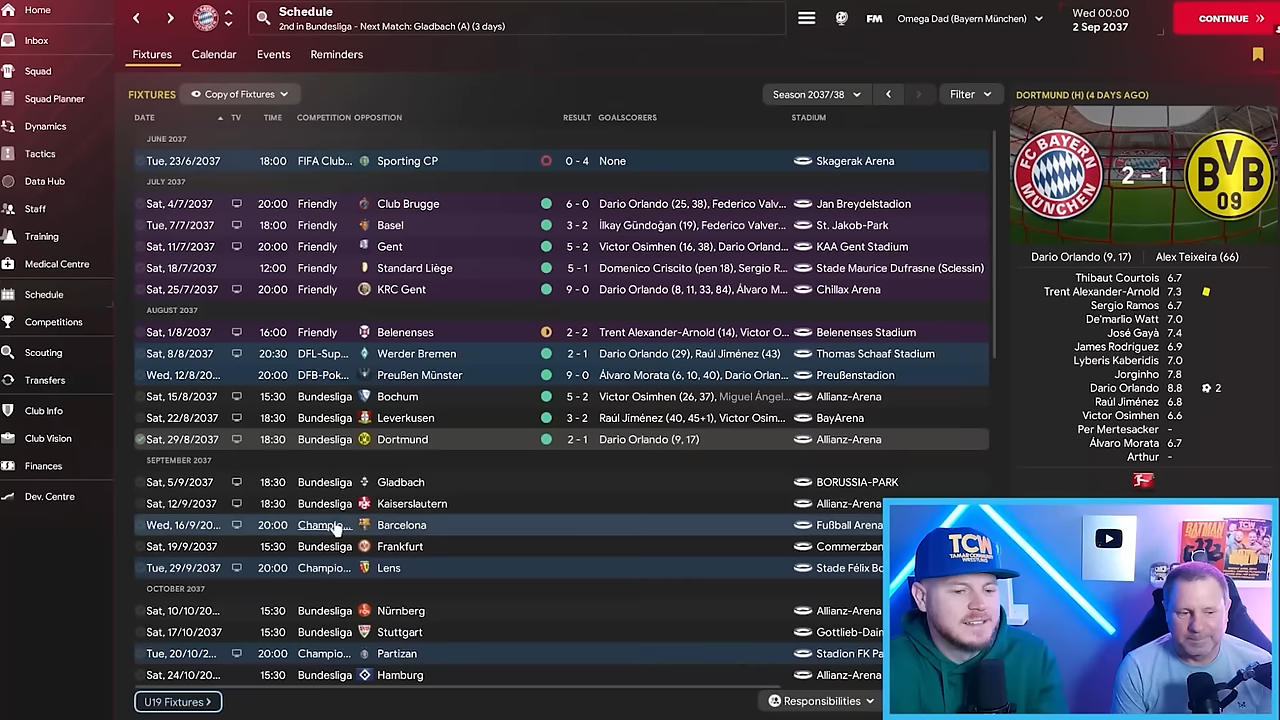 Home
Inbox
Squad
Squad Planner
Dynamics
Tactics
Data Hub
Staff
Training
Medical Centre
Schedule
Competitions
Scouting
Transfers
Club Info
Club Vision
Finances
Dev. Centre
Schedule
2nd in Bundesliga - Next Match: Gladbach (A) (3 days)
FM
Omega Dad (Bayern München)
Wed 00:00
2 Sep 2037
CONTINUE
Fixtures Calendar Events Reminders
FIXTURES Copy of Fixtures Season 2037/38 Filter
DATE TV TIME COMPETITION OPPOSITION RESULT GOALSCORERS STADIUM
JUNE 2037
Tue, 23/6/2037 18:00 FIFA Club... Sporting CP 0 - 4 None Skagerak Arena
JULY 2037
Sat, 4/7/2037 20:00 Friendly Club Brugge 6 - 0 Dario Orlando (25, 38), Federico Valv... Jan Breydelstadion
Tue, 7/7/2037 18:00 Friendly Basel 3 - 2 İlkay Gündoğan (19), Federico Valver... St. Jakob-Park
Sat, 11/7/2037 20:00 Friendly Gent 5 - 2 Victor Osimhen (16, 38), Dario Orland... KAA Gent Stadium
Sat, 18/7/2037 12:00 Friendly Standard Liège 5 - 1 Domenico Criscito (pen 18), Sergio R... Stade Maurice Dufrasne (Sclessin)
Sat, 25/7/2037 20:00 Friendly KRC Gent 9 - 0 Dario Orlando (8, 11, 33, 84), Álvaro M... Chillax Arena
AUGUST 2037
Sat, 1/8/2037 16:00 Friendly Belenenses 2 - 2 Trent Alexander-Arnold (14), Victor O... Belenenses Stadium
Sat, 8/8/2037 20:30 DFL-Sup... Werder Bremen 2 - 1 Dario Orlando (29), Raúl Jiménez (43) Thomas Schaaf Stadium
Wed, 12/8/20... 20:00 DFB-Pok... Preußen Münster 9 - 0 Álvaro Morata (6, 10, 40), Dario Orlan... Preußenstadion
Sat, 15/8/2037 15:30 Bundesliga Bochum 5 - 2 Victor Osimhen (26, 37), Miguel Ángel... Allianz-Arena
Sat, 22/8/2037 18:30 Bundesliga Leverkusen 3 - 2 Raúl Jiménez (40, 45+1), Victor Osim... BayArena
Sat, 29/8/2037 18:30 Bundesliga Dortmund 2 - 1 Dario Orlando (9, 17) Allianz-Arena
SEPTEMBER 2037
Sat, 5/9/2037 18:30 Bundesliga Gladbach BORUSSIA-PARK
Sat, 12/9/2037 18:30 Bundesliga Kaiserslautern Allianz-Arena
Wed, 16/9/20... 20:00 Champio... Barcelona Fußball Arena
Sat, 19/9/2037 15:30 Bundesliga Frankfurt Commerzban
Tue, 29/9/2037 20:00 Champio... Lens Stade Félix Bo
OCTOBER 2037
Sat, 10/10/20... 15:30 Bundesliga Nürnberg Allianz-Arena
Sat, 17/10/2037 15:30 Bundesliga Stuttgart Gottlieb-Dain
Tue, 20/10/2... 20:00 Champio... Partizan Stadion FK Pa
Sat, 24/10/20... 15:30 Bundesliga Hamburg Allianz-Arena
U19 Fixtures Responsibilities
DORTMUND (H) (4 DAYS AGO)
FC BAYERN MÜNCHEN 2 - 1 BVB 09
Dario Orlando (9, 17) Alex Teixeira (66)
Thibaut Courtois 6.7
Trent Alexander-Arnold 7.3
Sergio Ramos 6.7
De'marlio Watt 7.0
José Gayà 7.4
James Rodríguez 6.9
Lyberis Kaberidis 7.0
Jorginho 7.8
Dario Orlando 8.8 2
Raúl Jiménez 6.8
Victor Osimhen 6.6
Per Mertesacker -
Álvaro Morata 6.7
Arthur -
TCW
BATMAN
TCW